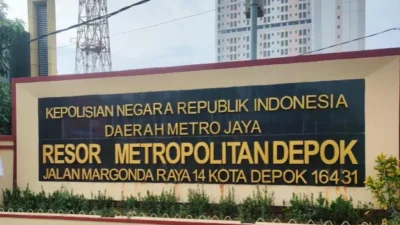 KEPOLISIAN NEGARA REPUBLIK INDONESIA
DAERAH METRO JAYA
RESOR METROPOLITAN DEPOK
JALAN MARGONDA RAYA 14 KOTA DEPOK 16431